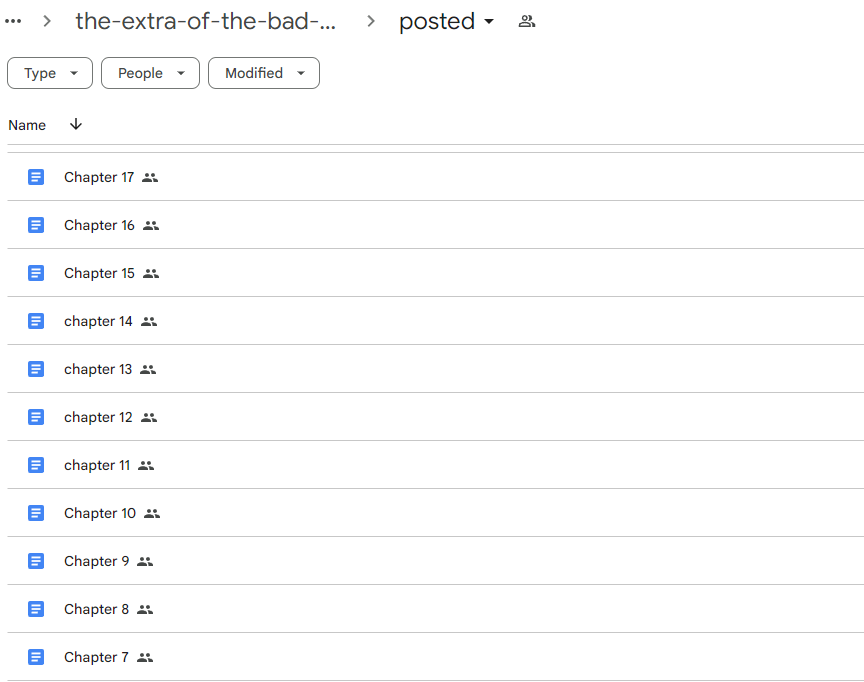 ... > the-extra-of-the-bad-... > posted
Type People Modified
Name
Chapter 17
Chapter 16
Chapter 15
chapter 14
chapter 13
chapter 12
chapter 11
Chapter 10
Chapter 9
Chapter 8
Chapter 7